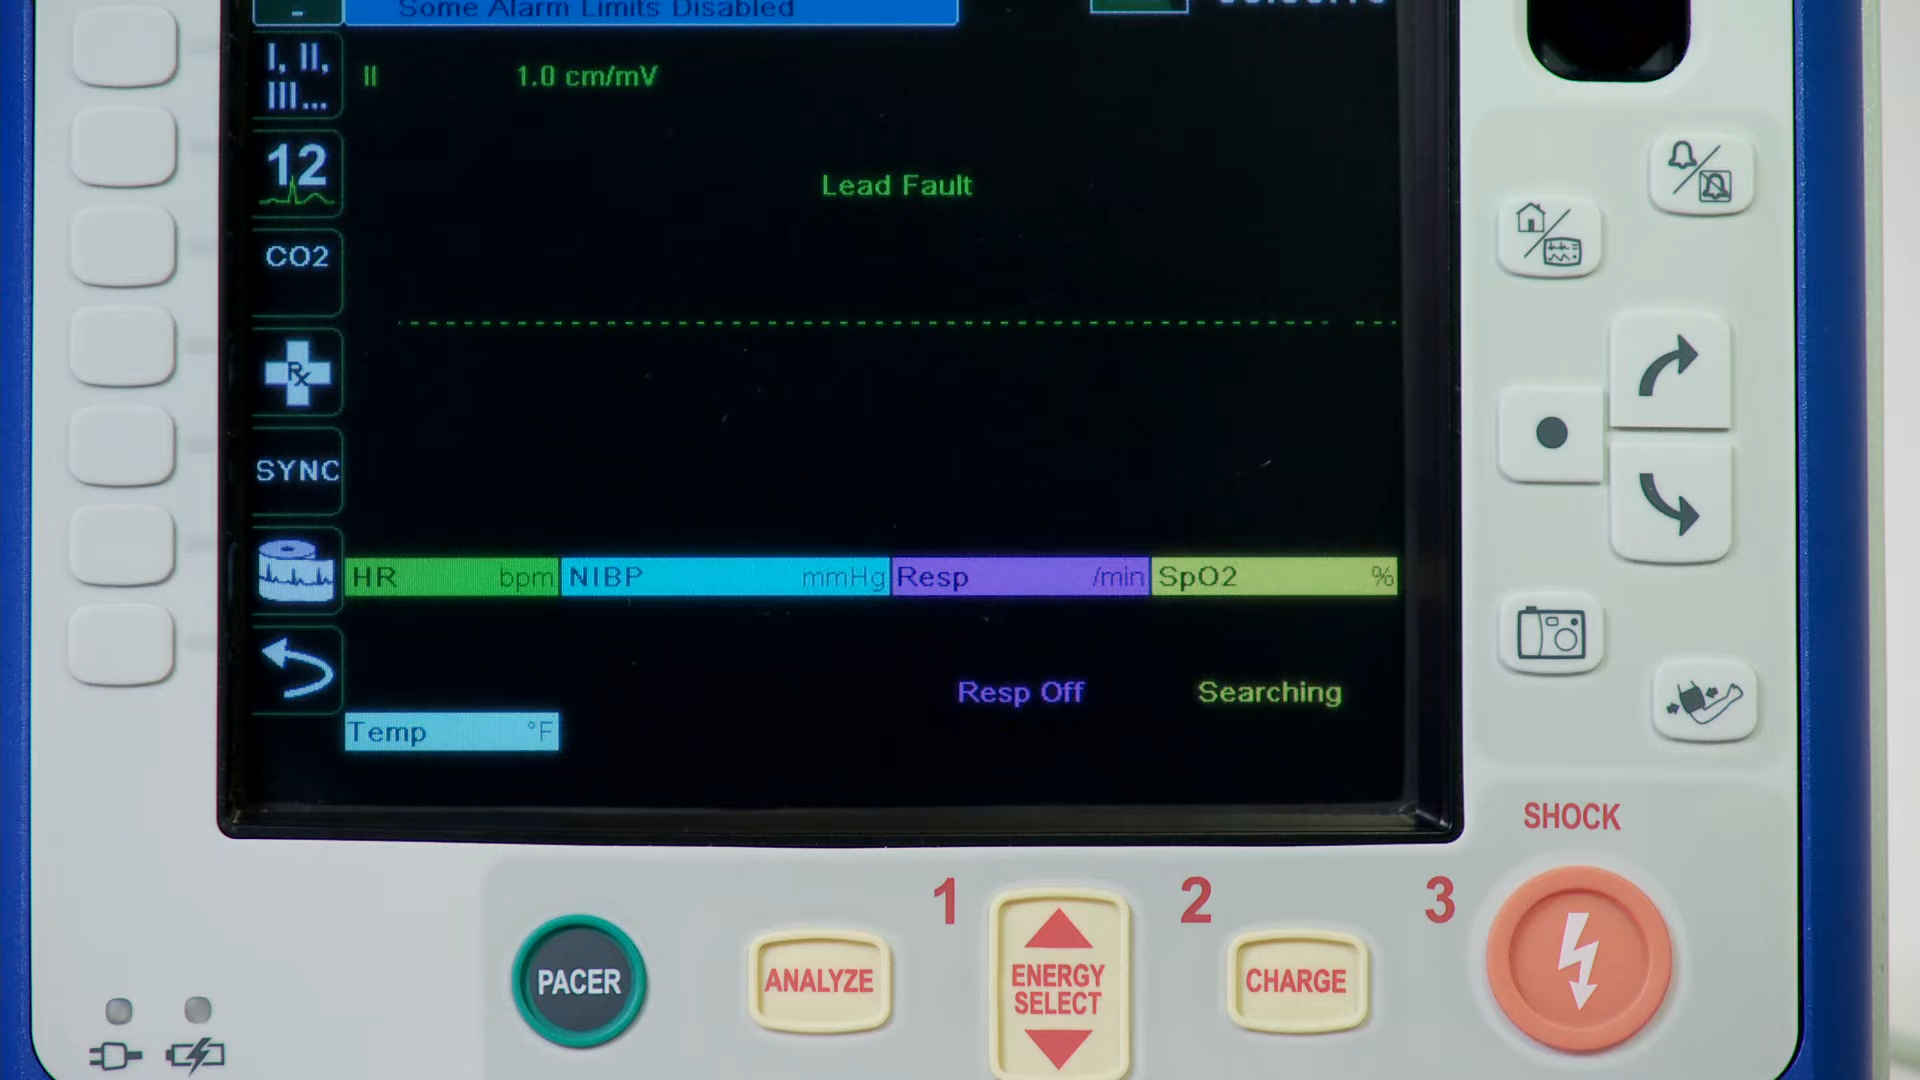 Some Alarm Limits Disabled
I, II,
III...
II 1.0 cm/mV
12
Lead Fault
CO2
Rx
SYNC
HR bpm NIBP mmHg Resp /min SpO2 %
Resp Off Searching
Temp °F
SHOCK
1 2 3
PACER ANALYZE ENERGY
SELECT CHARGE